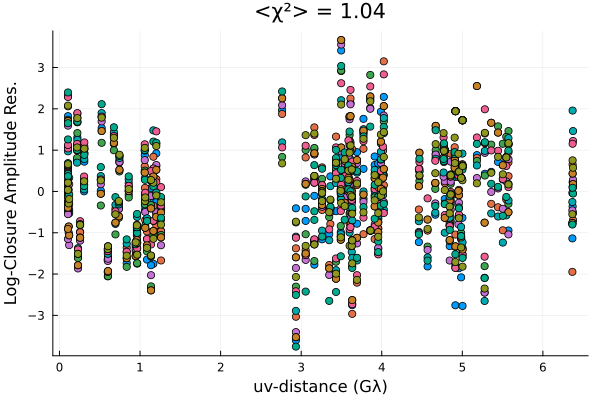 <χ²> = 1.04
Log-Closure Amplitude Res.
3
2
1
0
−1
−2
−3
0 1 2 3 4 5 6
uv-distance (Gλ)